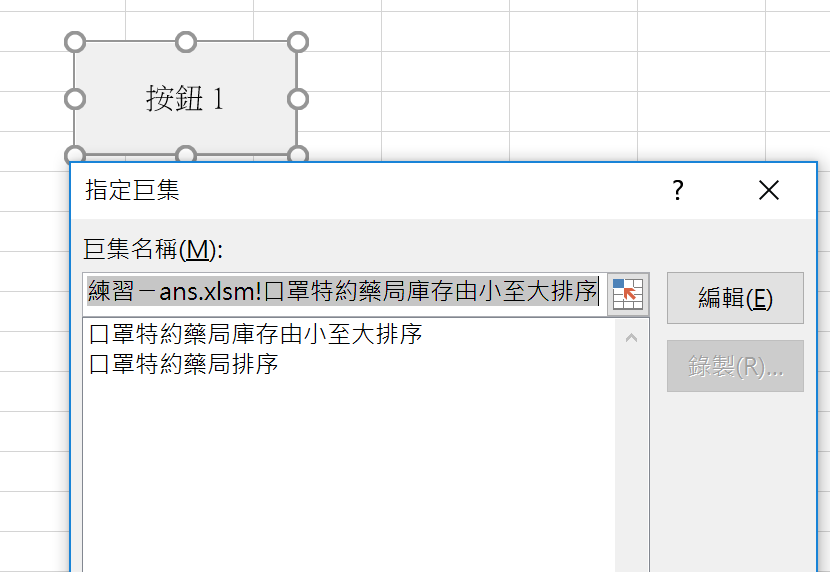 按鈕 1
指定巨集
?
巨集名稱(M):
練習－ans.xlsm!口罩特約藥局庫存由小至大排序
編輯(E)
口罩特約藥局庫存由小至大排序
口罩特約藥局排序
錄製(R)...